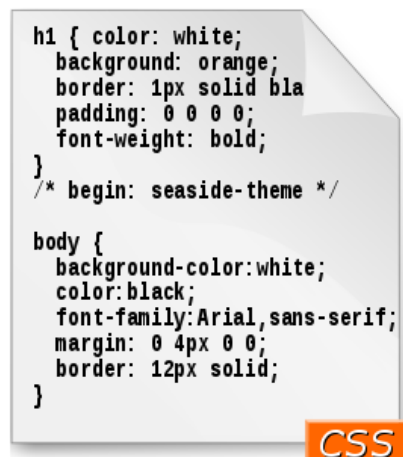 h1 { color: white;
background: orange;
border: 1px solid bla
padding: 0 0 0 0;
font-weight: bold;
}
/* begin: seaside-theme */
body {
background-color:white;
color:black;
font-family:Arial,sans-serif;
margin: 0 4px 0 0;
border: 12px solid;
}
CSS